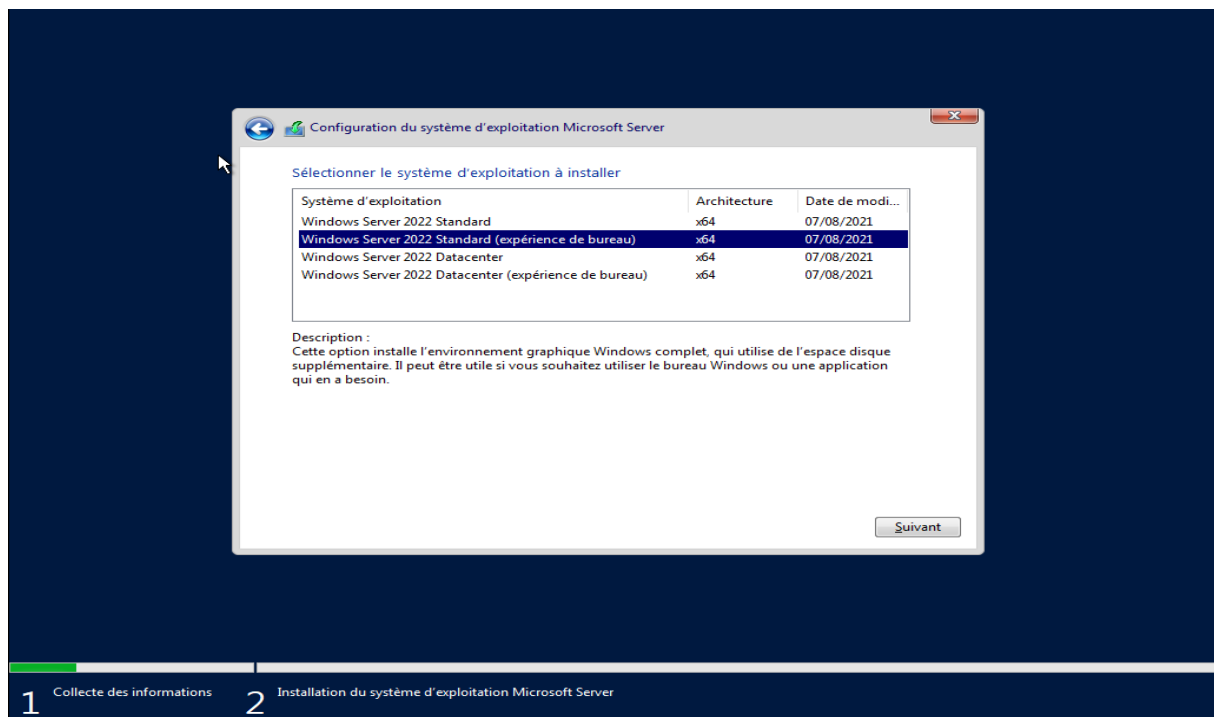 Configuration du système d'exploitation Microsoft Server
Sélectionner le système d'exploitation à installer
Système d'exploitation Architecture Date de modi...
Windows Server 2022 Standard x64 07/08/2021
Windows Server 2022 Standard (expérience de bureau) x64 07/08/2021
Windows Server 2022 Datacenter x64 07/08/2021
Windows Server 2022 Datacenter (expérience de bureau) x64 07/08/2021
Description :
Cette option installe l'environnement graphique Windows complet, qui utilise de l'espace disque
supplémentaire. Il peut être utile si vous souhaitez utiliser le bureau Windows ou une application
qui en a besoin.
Suivant
1 Collecte des informations 2 Installation du système d'exploitation Microsoft Server